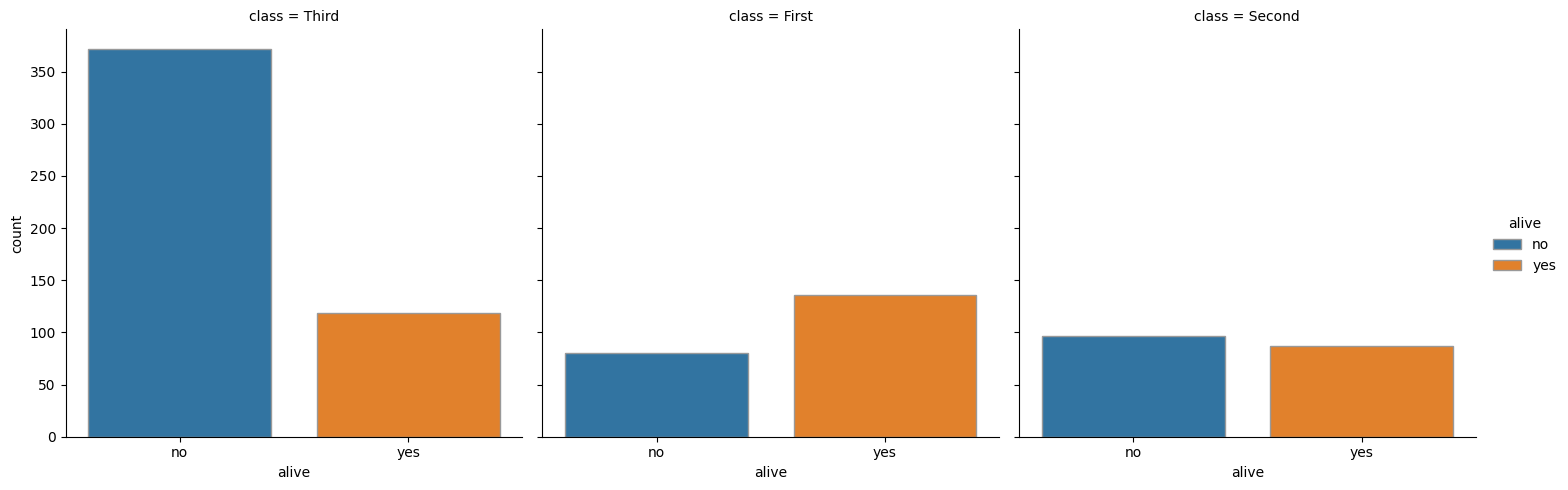 class = Third
class = First
class = Second
350
300
250
200
150
100
50
0
count
no
yes
no
yes
no
yes
alive
alive
alive
alive
no
yes